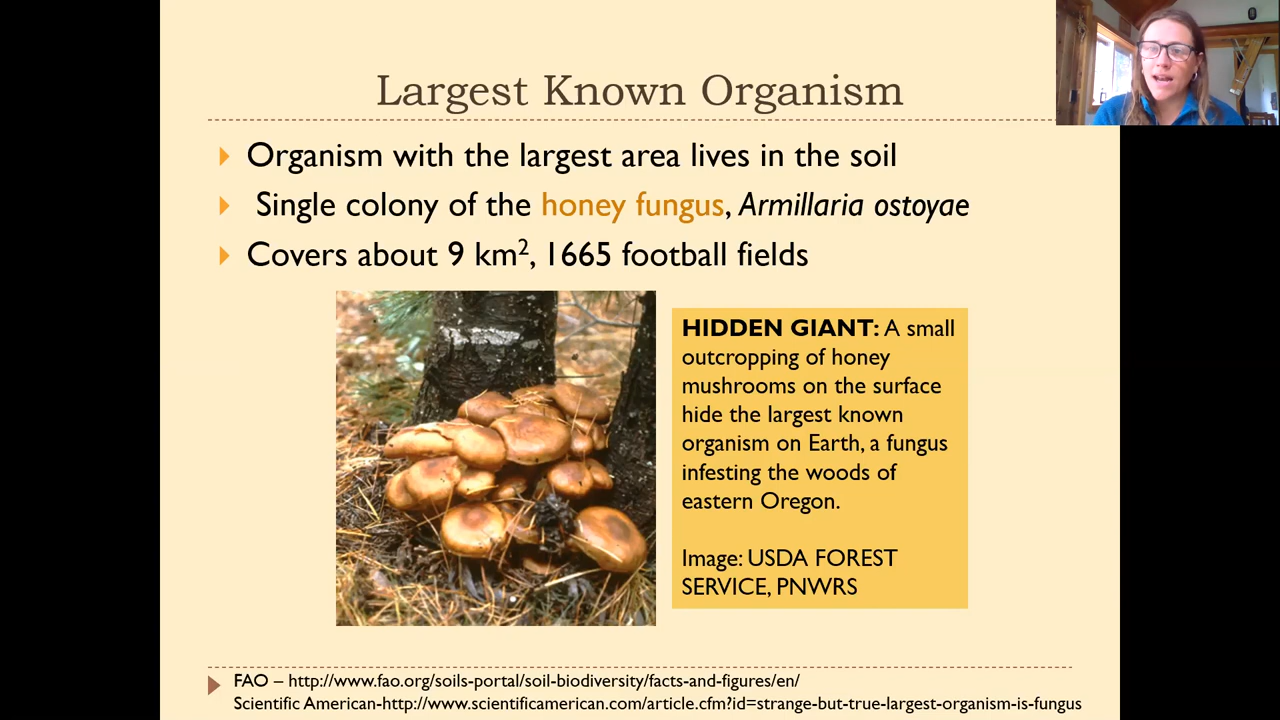 Largest Known Organism
Organism with the largest area lives in the soil
Single colony of the honey fungus, Armillaria ostoyae
Covers about 9 km², 1665 football fields
HIDDEN GIANT: A small
outcropping of honey
mushrooms on the surface
hide the largest known
organism on Earth, a fungus
infesting the woods of
eastern Oregon.
Image: USDA FOREST
SERVICE, PNWRS
FAO – http://www.fao.org/soils-portal/soil-biodiversity/facts-and-figures/en/
Scientific American-http://www.scientificamerican.com/article.cfm?id=strange-but-true-largest-organism-is-fungus